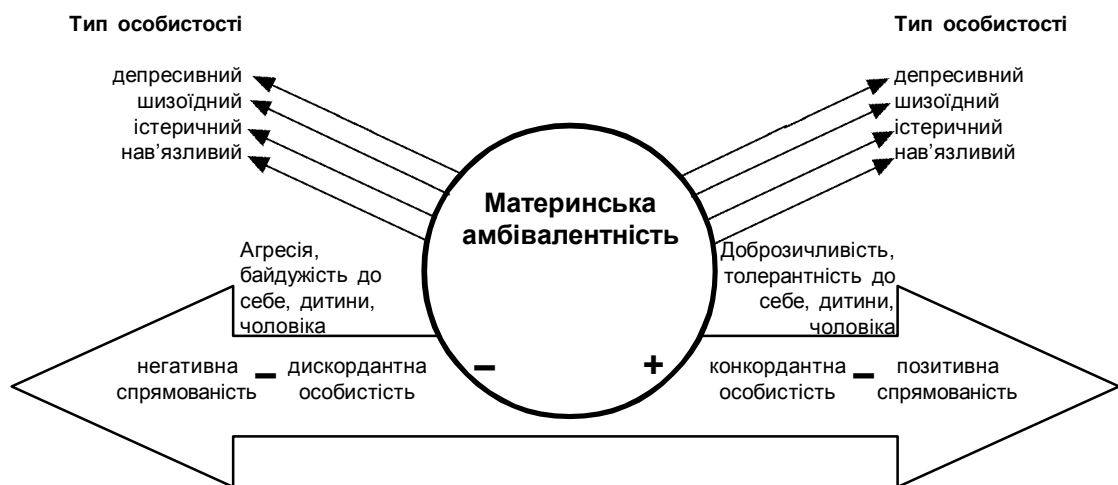 Тип особистості
депресивний
шизоїдний
істеричний
нав’язливий
Тип особистості
депресивний
шизоїдний
істеричний
нав’язливий
Материнська
амбівалентність
Агресія,
байдужість до
себе, дитини,
чоловіка
Доброзичливість,
толерантність до
себе, дитини,
чоловіка
негативна
спрямованість
–
дискордантна
особистість
–
+
конкордантна
особистість
–
позитивна
спрямованість